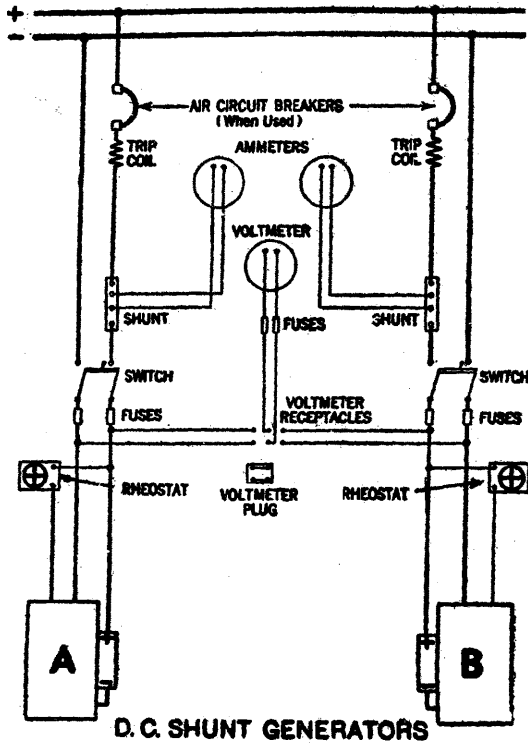 +
-
AIR CIRCUIT BREAKERS
(When Used)
TRIP
COIL
AMMETERS
TRIP
COIL
VOLTMETER
SHUNT
FUSES
SHUNT
SWITCH
SWITCH
VOLTMETER
RECEPTACLES
FUSES
FUSES
RHEOSTAT
VOLTMETER
PLUG
RHEOSTAT
A
B
D.C. SHUNT GENERATORS